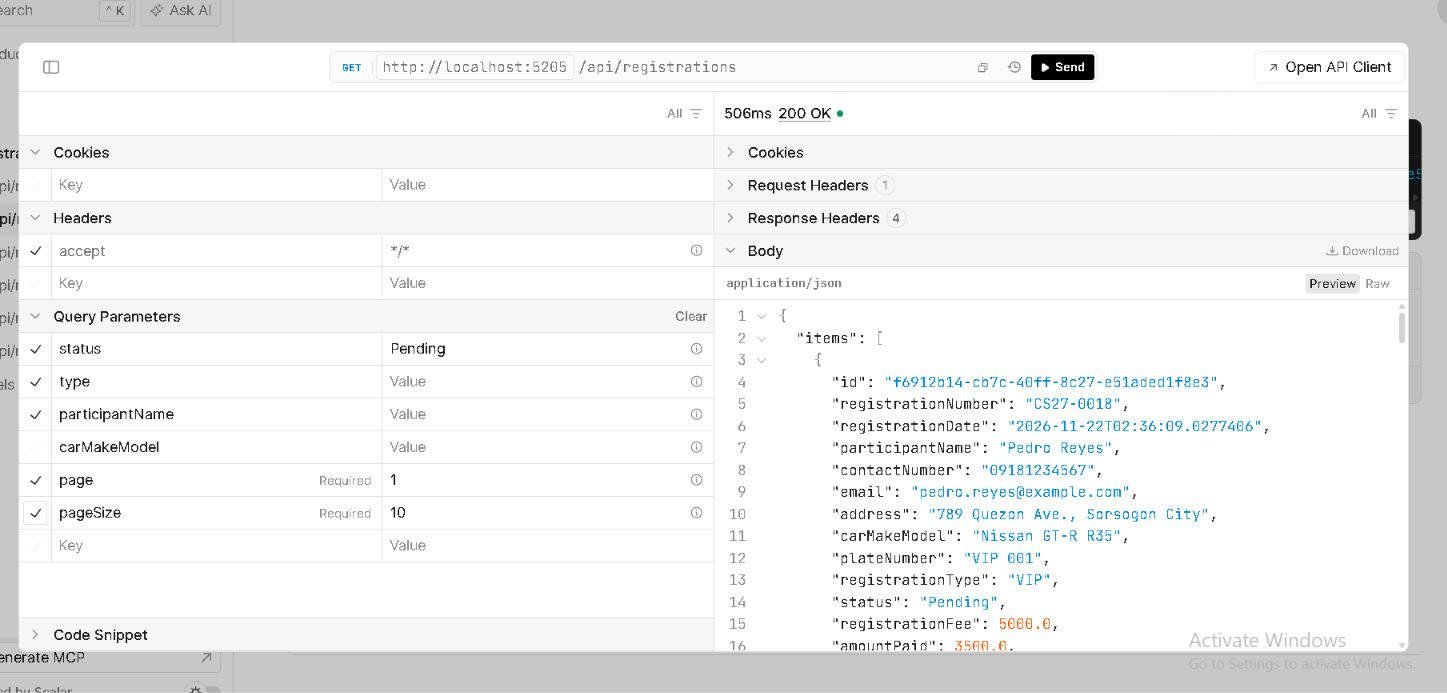 earch ^ K Ask AI
GET http://localhost:5205 /api/registrations Send Open API Client
All
506ms 200 OK All
Cookies
Key Value
Headers
accept */*
Key Value
Query Parameters Clear
status Pending
type Value
participantName Value
carMakeModel Value
page Required 1
pageSize Required 10
Key Value
Code Snippet
Cookies
Request Headers 1
Response Headers 4
Body Download
application/json Preview Raw
1 {
2 "items": [
3 {
4 "id": "f6912b14-cb7c-40ff-8c27-e51aded1f8e3",
5 "registrationNumber": "CS27-0018",
6 "registrationDate": "2026-11-22T02:36:09.0277406",
7 "participantName": "Pedro Reyes",
8 "contactNumber": "09181234567",
9 "email": "pedro.reyes@example.com",
10 "address": "789 Quezon Ave., Sorsogon City",
11 "carMakeModel": "Nissan GT-R R35",
12 "plateNumber": "VIP 001",
13 "registrationType": "VIP",
14 "status": "Pending",
15 "registrationFee": 5000.0,
16 "amountPaid": 3500.0,
enerate MCP
ed by Scalar
Activate Windows
Go to Settings to activate Windows.